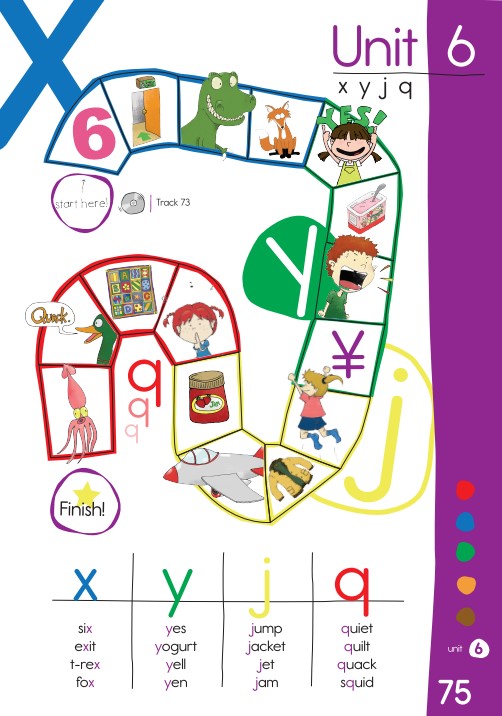 x
Unit 6
x y j q
6
YES!
start here!
Track 73
y
¥
Quack.
q
q
q
Jam
j
Finish!
x y j q
six yes jump quiet
exit yogurt jacket quilt
t-rex yell jet quack
fox yen jam squid
unit 6
75